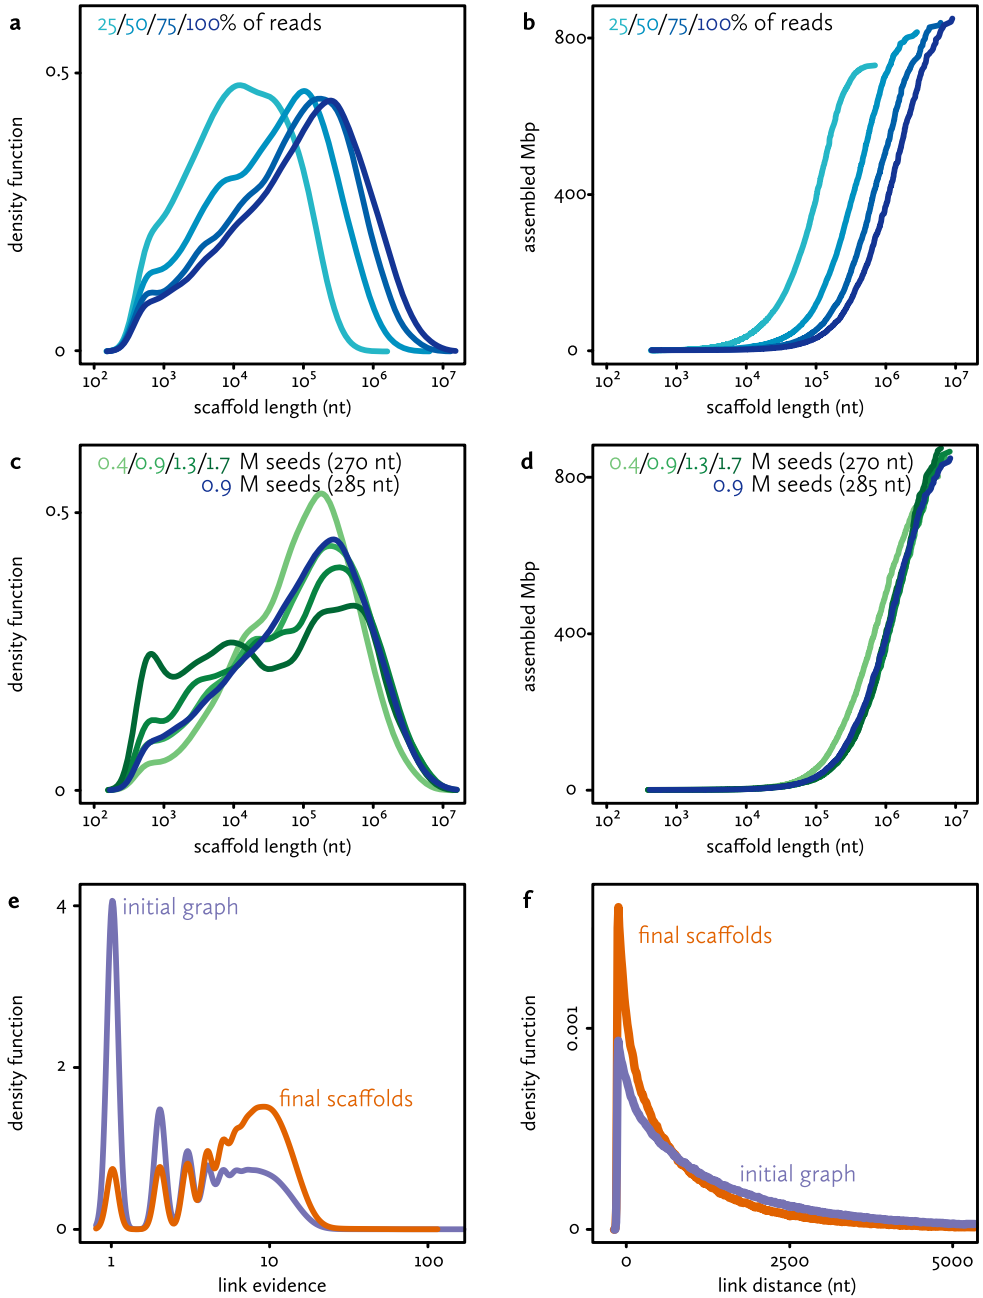 a
25/50/75/100% of reads
density function
0.5
0
10² 10³ 10⁴ 10⁵ 10⁶ 10⁷
scaffold length (nt)
b
25/50/75/100% of reads
assembled Mbp
800
400
0
10² 10³ 10⁴ 10⁵ 10⁶ 10⁷
scaffold length (nt)
c
0.4/0.9/1.3/1.7 M seeds (270 nt)
0.9 M seeds (285 nt)
density function
0.5
0
10² 10³ 10⁴ 10⁵ 10⁶ 10⁷
scaffold length (nt)
d
0.4/0.9/1.3/1.7 M seeds (270 nt)
0.9 M seeds (285 nt)
assembled Mbp
800
400
0
10² 10³ 10⁴ 10⁵ 10⁶ 10⁷
scaffold length (nt)
e
initial graph
final scaffolds
density function
4
2
0
1 10 100
link evidence
f
final scaffolds
initial graph
density function
0.001
0
0 2500 5000
link distance (nt)